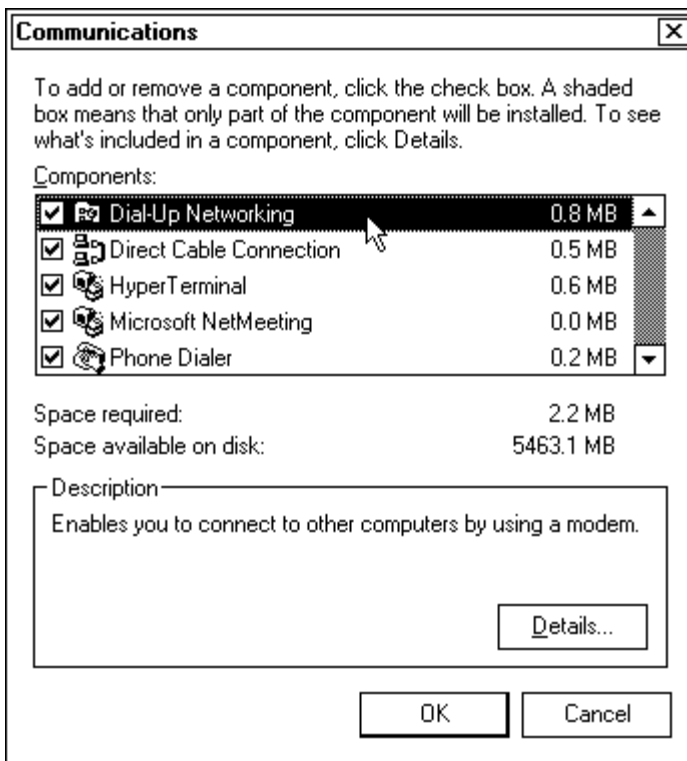 Communications
To add or remove a component, click the check box. A shaded
box means that only part of the component will be installed. To see
what's included in a component, click Details.
Components:
Dial-Up Networking 0.8 MB
Direct Cable Connection 0.5 MB
HyperTerminal 0.6 MB
Microsoft NetMeeting 0.0 MB
Phone Dialer 0.2 MB
Space required: 2.2 MB
Space available on disk: 5463.1 MB
Description
Enables you to connect to other computers by using a modem.
Details...
OK Cancel